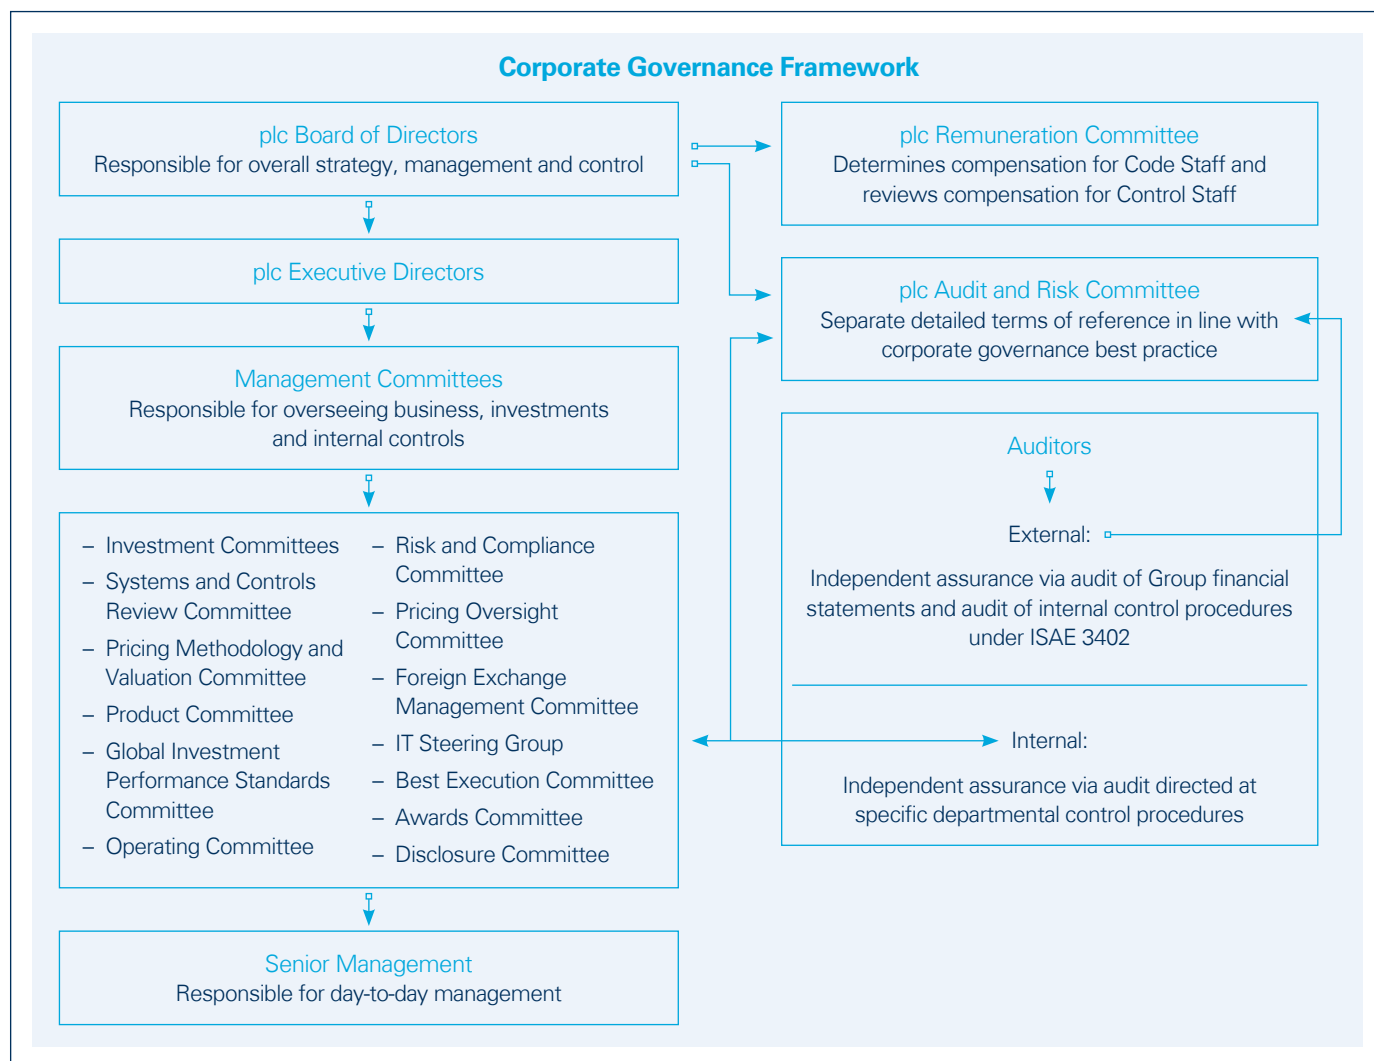 Corporate Governance Framework
plc Board of Directors
Responsible for overall strategy, management and control
plc Executive Directors
Management Committees
Responsible for overseeing business, investments
and internal controls
– Investment Committees
– Systems and Controls
Review Committee
– Pricing Methodology and
Valuation Committee
– Product Committee
– Global Investment
Performance Standards
Committee
– Operating Committee
– Risk and Compliance
Committee
– Pricing Oversight
Committee
– Foreign Exchange
Management Committee
– IT Steering Group
– Best Execution Committee
– Awards Committee
– Disclosure Committee
Senior Management
Responsible for day-to-day management
plc Remuneration Committee
Determines compensation for Code Staff and
reviews compensation for Control Staff
plc Audit and Risk Committee
Separate detailed terms of reference in line with
corporate governance best practice
Auditors
External:
Independent assurance via audit of Group financial
statements and audit of internal control procedures
under ISAE 3402
Internal:
Independent assurance via audit directed at
specific departmental control procedures